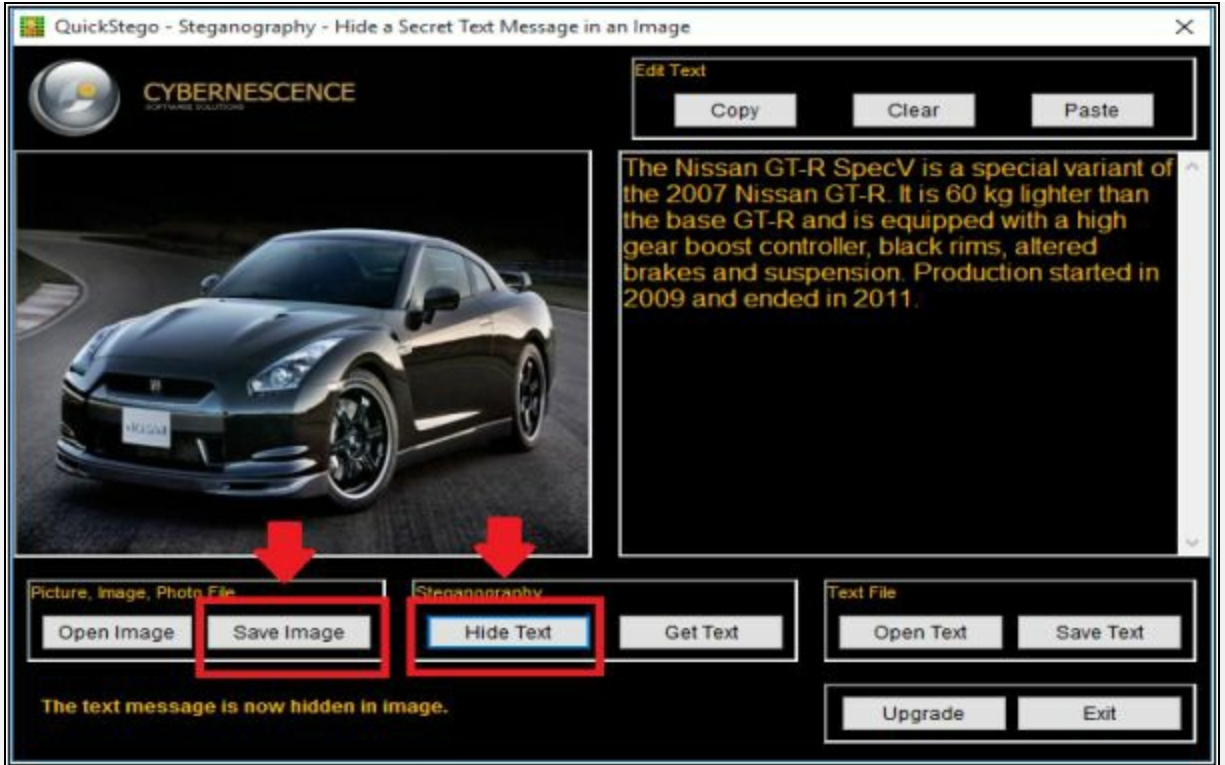 QuickStego - Steganography - Hide a Secret Text Message in an Image
CYBERNESCENCE
SOFTWARE SOLUTIONS
Edit Text
Copy
Clear
Paste
The Nissan GT-R SpecV is a special variant of
the 2007 Nissan GT-R. It is 60 kg lighter than
the base GT-R and is equipped with a high
gear boost controller, black rims, altered
brakes and suspension. Production started in
2009 and ended in 2011.
Picture, Image, Photo File
Open Image
Save Image
Steganography
Hide Text
Get Text
Text File
Open Text
Save Text
The text message is now hidden in image.
Upgrade
Exit